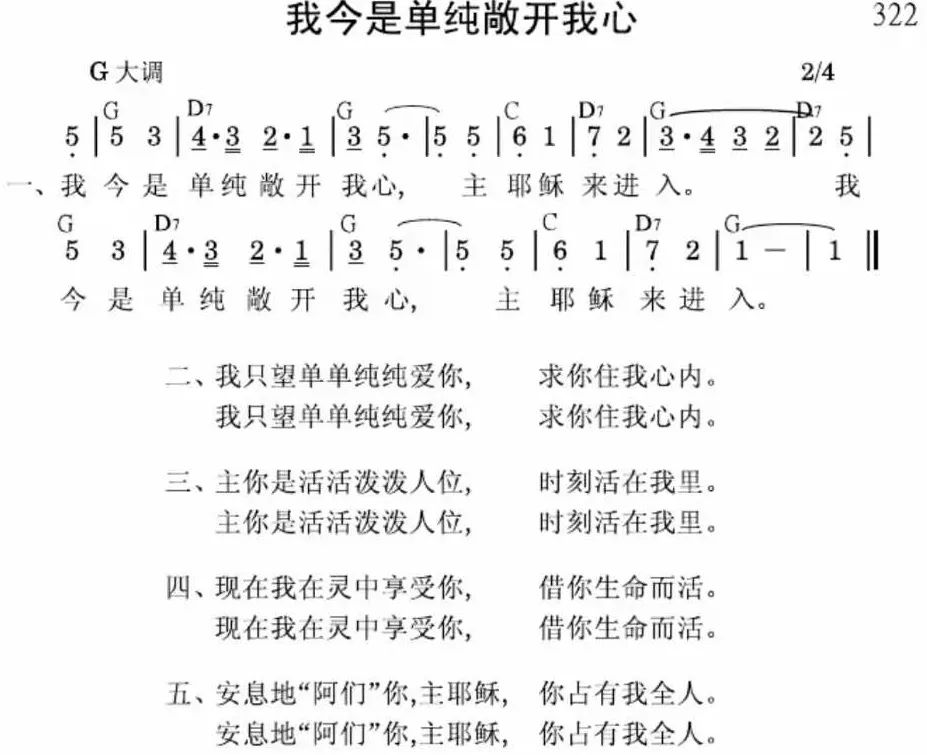 我今是单纯敞开我心
322
G 大调 2/4
G D7 G C D7 G D7
5 | 5 3 | 4·3 2·1 | 3 5· | 5 5 | 6 1 | 7 2 | 3·4 3 2 | 2 5 |
一、我 今 是 单纯 敞 开 我心, 主 耶稣 来进 入。 我
G D7 G C D7 G
5 3 | 4·3 2·1 | 3 5· | 5 5 | 6 1 | 7 2 | 1 — | 1 ‖
今 是 单 纯 敞 开 我 心, 主 耶 稣 来 进 入。
二、我只望单单纯纯爱你, 求你住我心内。
我只望单单纯纯爱你, 求你住我心内。
三、主你是活活泼泼人位, 时刻活在我里。
主你是活活泼泼人位, 时刻活在我里。
四、现在我在灵中享受你, 借你生命而活。
现在我在灵中享受你, 借你生命而活。
五、安息地“阿们”你,主耶稣, 你占有我全人。
安息地“阿们”你,主耶稣, 你占有我全人。